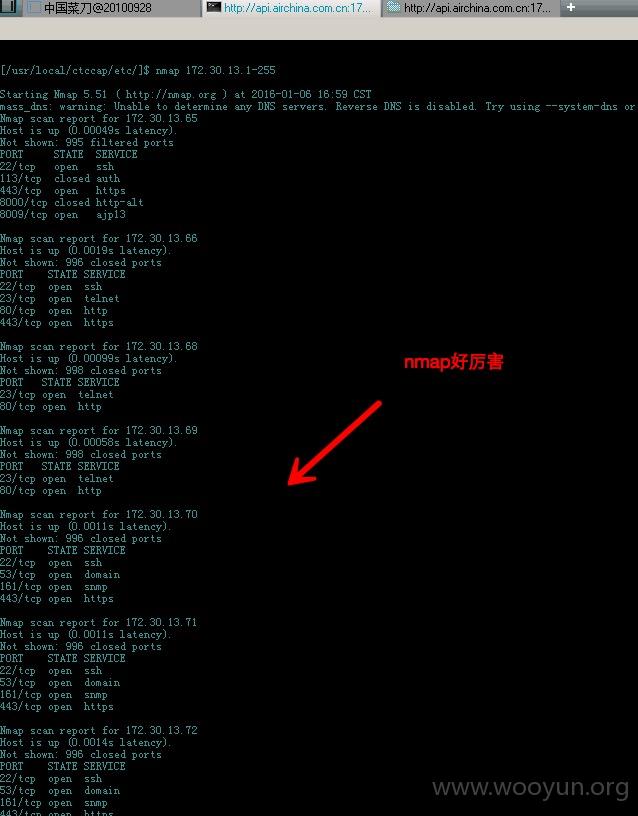 中国菜刀@20100928
http://api.airchina.com.cn:17...
http://api.airchina.com.cn:17...
[/usr/local/ctccap/etc/]$ nmap 172.30.13.1-255
Starting Nmap 5.51 ( http://nmap.org ) at 2016-01-06 16:59 CST
mass_dns: warning: Unable to determine any DNS servers. Reverse DNS is disabled. Try using --system-dns or
Nmap scan report for 172.30.13.65
Host is up (0.00049s latency).
Not shown: 995 filtered ports
PORT STATE SERVICE
22/tcp open ssh
113/tcp closed auth
443/tcp open https
8000/tcp closed http-alt
8009/tcp open ajp13
Nmap scan report for 172.30.13.66
Host is up (0.0019s latency).
Not shown: 996 closed ports
PORT STATE SERVICE
22/tcp open ssh
23/tcp open telnet
80/tcp open http
443/tcp open https
Nmap scan report for 172.30.13.68
Host is up (0.00099s latency).
Not shown: 998 closed ports
PORT STATE SERVICE
23/tcp open telnet
80/tcp open http
nmap好厉害
Nmap scan report for 172.30.13.69
Host is up (0.00058s latency).
Not shown: 998 closed ports
PORT STATE SERVICE
23/tcp open telnet
80/tcp open http
Nmap scan report for 172.30.13.70
Host is up (0.0011s latency).
Not shown: 996 closed ports
PORT STATE SERVICE
22/tcp open ssh
53/tcp open domain
161/tcp open snmp
443/tcp open https
Nmap scan report for 172.30.13.71
Host is up (0.0011s latency).
Not shown: 996 closed ports
PORT STATE SERVICE
22/tcp open ssh
53/tcp open domain
161/tcp open snmp
443/tcp open https
Nmap scan report for 172.30.13.72
Host is up (0.0014s latency).
Not shown: 996 closed ports
PORT STATE SERVICE
22/tcp open ssh
53/tcp open domain
161/tcp open snmp
443/tcp open https
www.wooyun.org